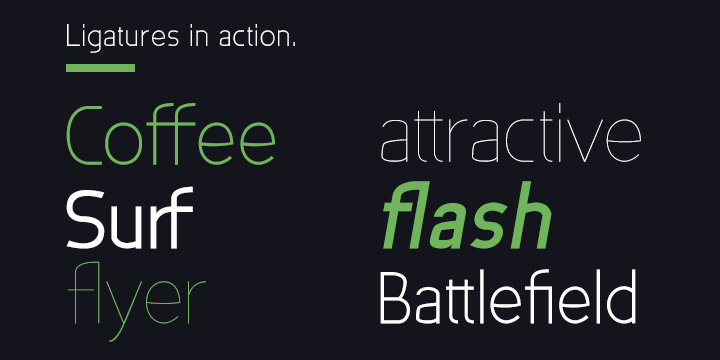 Ligatures in action.
Coffee
Surf
flyer
attractive
flash
Battlefield